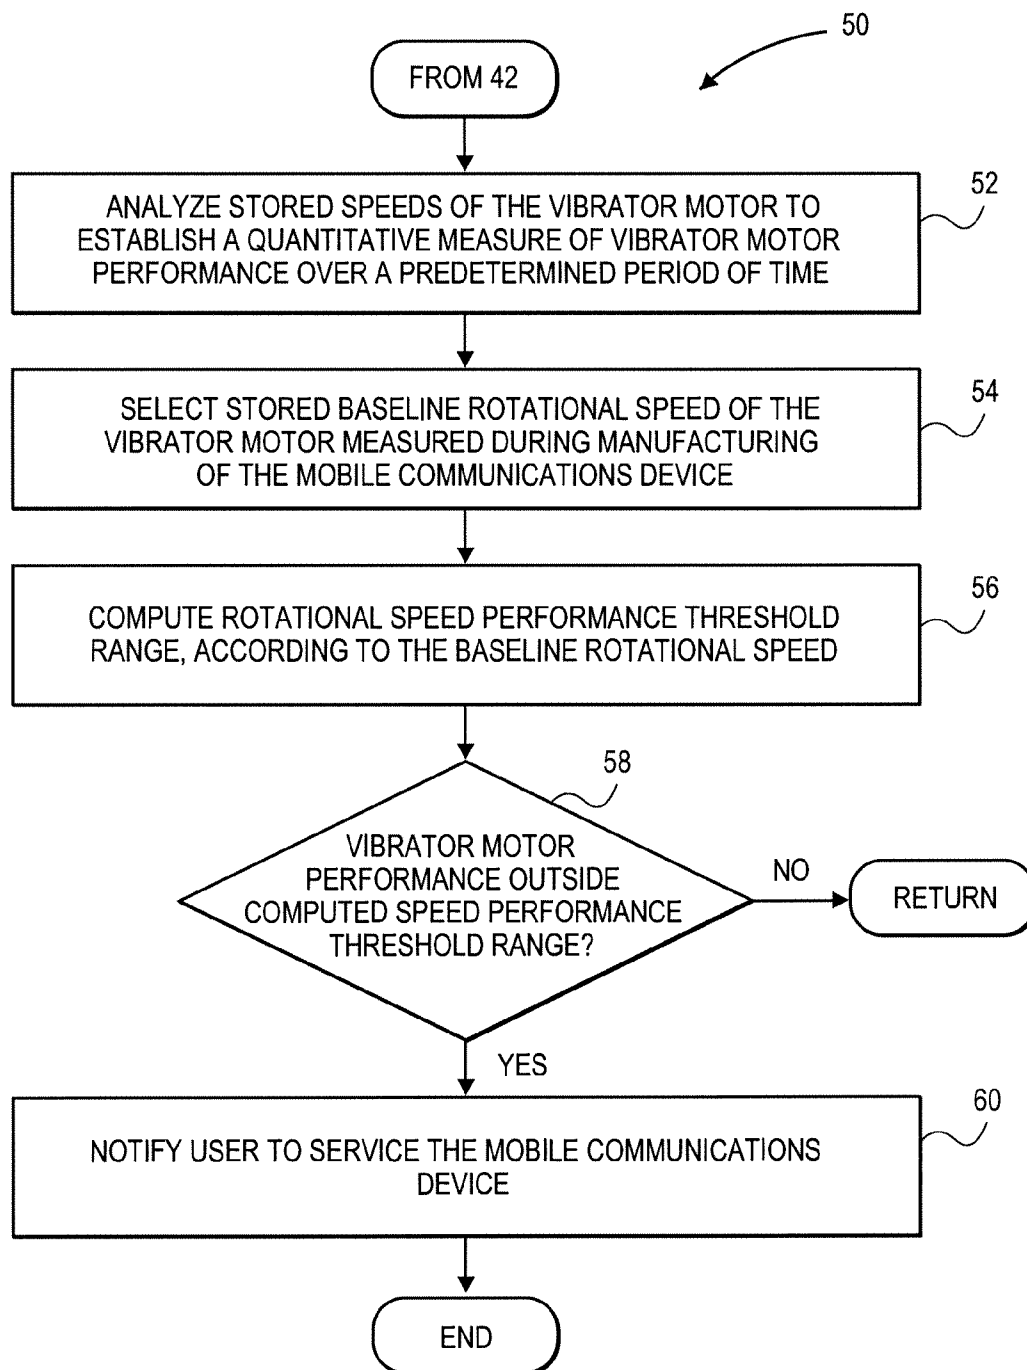 50
FROM 42
52
ANALYZE STORED SPEEDS OF THE VIBRATOR MOTOR TO
ESTABLISH A QUANTITATIVE MEASURE OF VIBRATOR MOTOR
PERFORMANCE OVER A PREDETERMINED PERIOD OF TIME
54
SELECT STORED BASELINE ROTATIONAL SPEED OF THE
VIBRATOR MOTOR MEASURED DURING MANUFACTURING
OF THE MOBILE COMMUNICATIONS DEVICE
56
COMPUTE ROTATIONAL SPEED PERFORMANCE THRESHOLD
RANGE, ACCORDING TO THE BASELINE ROTATIONAL SPEED
58
VIBRATOR MOTOR
PERFORMANCE OUTSIDE
COMPUTED SPEED PERFORMANCE
THRESHOLD RANGE?
NO
RETURN
YES
60
NOTIFY USER TO SERVICE THE MOBILE COMMUNICATIONS
DEVICE
END